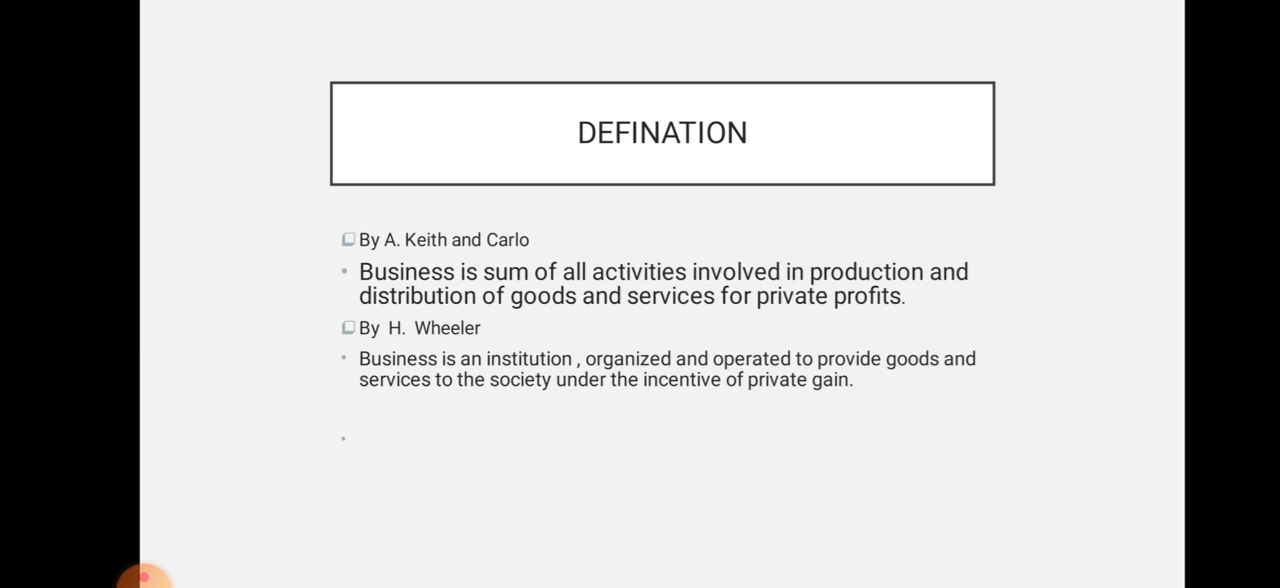 DEFINATION
By A. Keith and Carlo
Business is sum of all activities involved in production and
distribution of goods and services for private profits.
By H. Wheeler
Business is an institution , organized and operated to provide goods and
services to the society under the incentive of private gain.